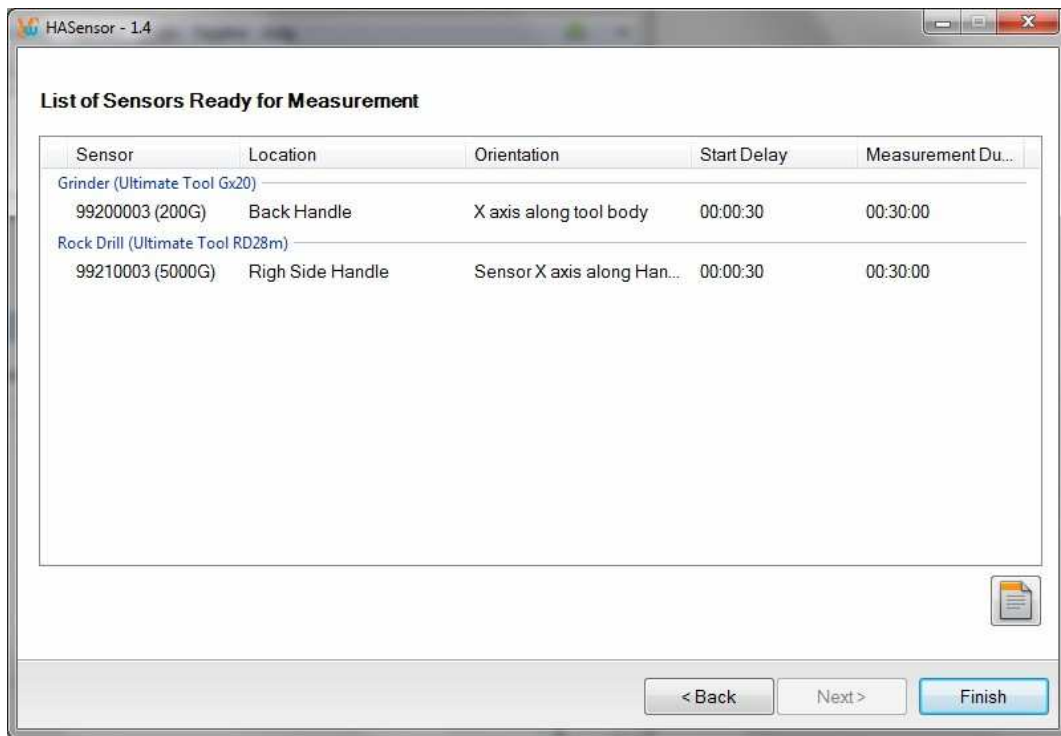 HASensor - 1.4
List of Sensors Ready for Measurement
Sensor Location Orientation Start Delay Measurement Du...
Grinder (Ultimate Tool Gx20)
99200003 (200G) Back Handle X axis along tool body 00:00:30 00:30:00
Rock Drill (Ultimate Tool RD28m)
99210003 (5000G) Righ Side Handle Sensor X axis along Han... 00:00:30 00:30:00
< Back Next > Finish